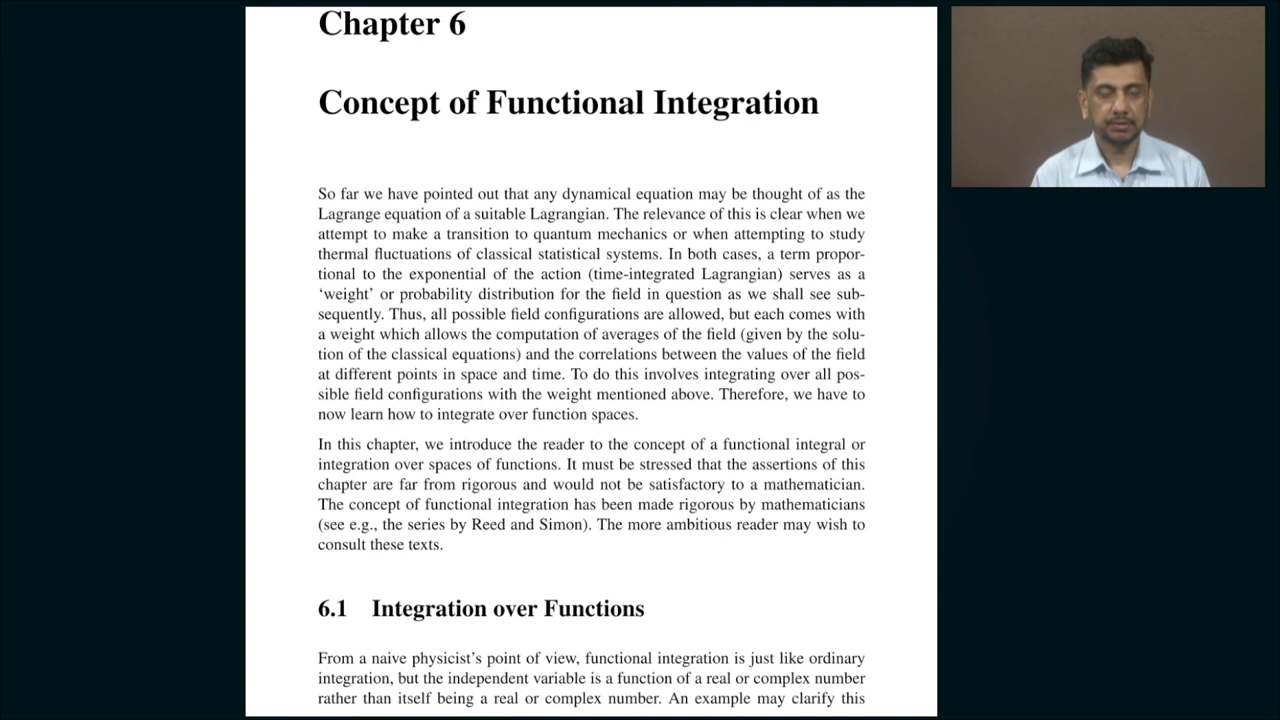 Chapter 6
Concept of Functional Integration
So far we have pointed out that any dynamical equation may be thought of as the
Lagrange equation of a suitable Lagrangian. The relevance of this is clear when we
attempt to make a transition to quantum mechanics or when attempting to study
thermal fluctuations of classical statistical systems. In both cases, a term propor-
tional to the exponential of the action (time-integrated Lagrangian) serves as a
‘weight’ or probability distribution for the field in question as we shall see sub-
sequently. Thus, all possible field configurations are allowed, but each comes with
a weight which allows the computation of averages of the field (given by the solu-
tion of the classical equations) and the correlations between the values of the field
at different points in space and time. To do this involves integrating over all pos-
sible field configurations with the weight mentioned above. Therefore, we have to
now learn how to integrate over function spaces.
In this chapter, we introduce the reader to the concept of a functional integral or
integration over spaces of functions. It must be stressed that the assertions of this
chapter are far from rigorous and would not be satisfactory to a mathematician.
The concept of functional integration has been made rigorous by mathematicians
(see e.g., the series by Reed and Simon). The more ambitious reader may wish to
consult these texts.
6.1 Integration over Functions
From a naive physicist’s point of view, functional integration is just like ordinary
integration, but the independent variable is a function of a real or complex number
rather than itself being a real or complex number. An example may clarify this